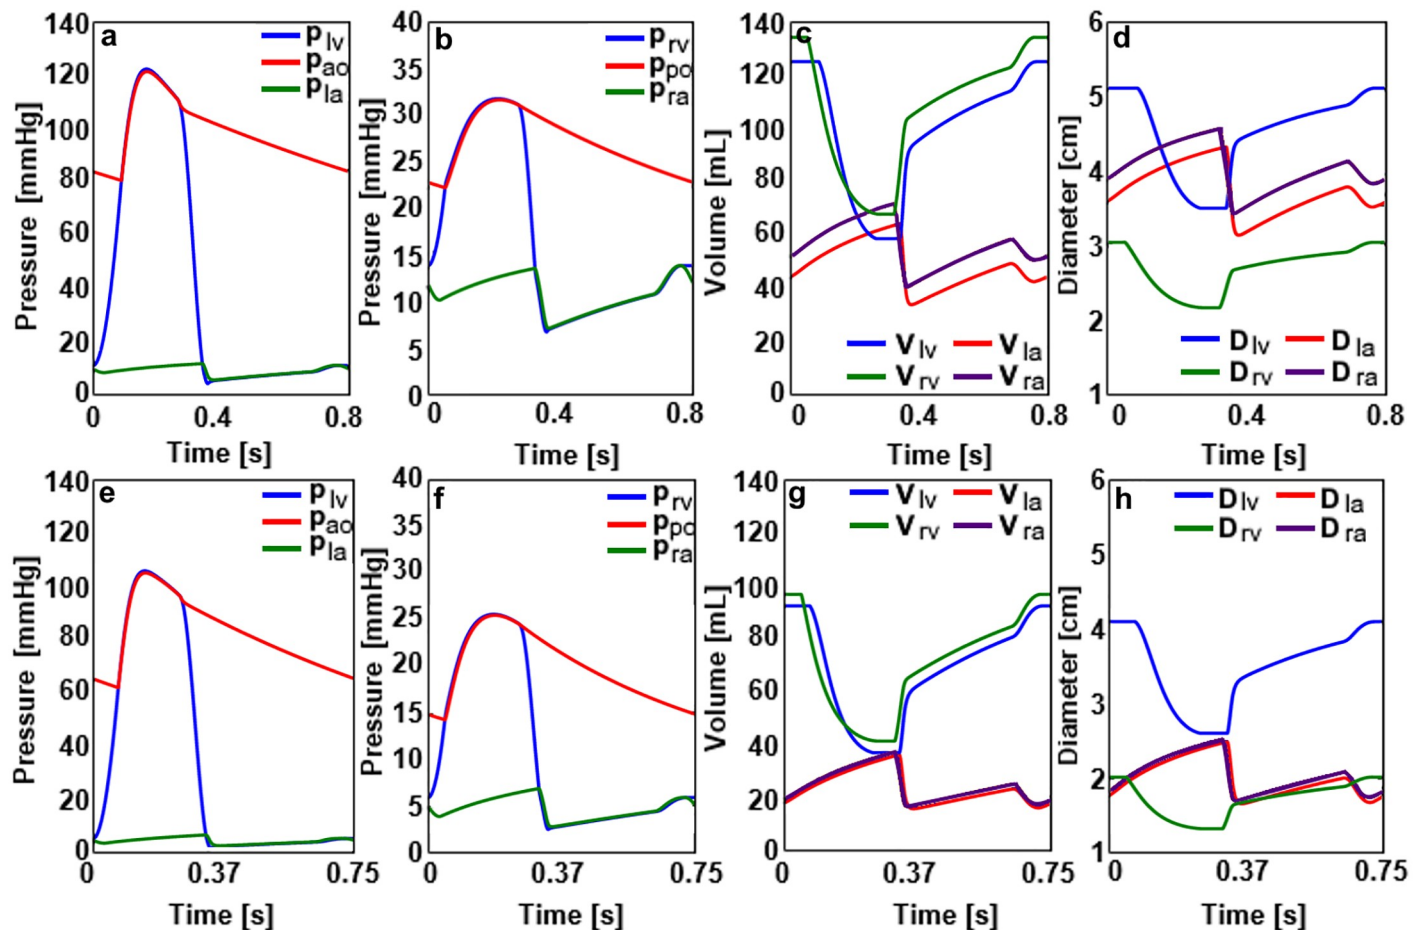 a
140
120
100
80
60
40
20
0
Pressure [mmHg]
p lv
p ao
p la
0 0.4 0.8
Time [s]
b
40
35
30
25
20
15
10
5
0
Pressure [mmHg]
p rv
p po
p ra
0 0.4 0.8
Time [s]
c
140
120
100
80
60
40
20
0
Volume [mL]
V lv V la
V rv V ra
0 0.4 0.8
Time [s]
d
6
5
4
3
2
1
Diameter [cm]
D lv D la
D rv D ra
0 0.4 0.8
Time [s]
e
140
120
100
80
60
40
20
0
Pressure [mmHg]
p lv
p ao
p la
0 0.37 0.75
Time [s]
f
40
35
30
25
20
15
10
5
0
Pressure [mmHg]
p rv
p po
p ra
0 0.37 0.75
Time [s]
g
140
120
100
80
60
40
20
0
Volume [mL]
V lv V la
V rv V ra
0 0.37 0.75
Time [s]
h
6
5
4
3
2
1
Diameter [cm]
D lv D la
D rv D ra
0 0.37 0.75
Time [s]